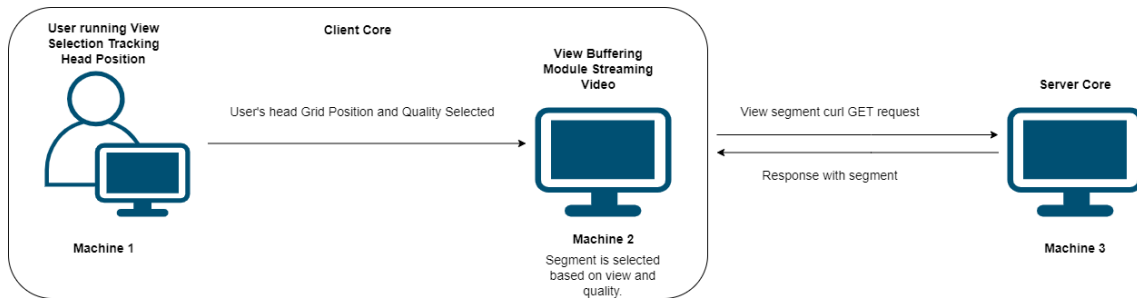 User running View
Selection Tracking
Head Position
Client Core
View Buffering
Module Streaming
Video
Server Core
User's head Grid Position and Quality Selected
View segment curl GET request
Response with segment
Machine 1
Machine 2
Segment is selected
based on view and
quality.
Machine 3